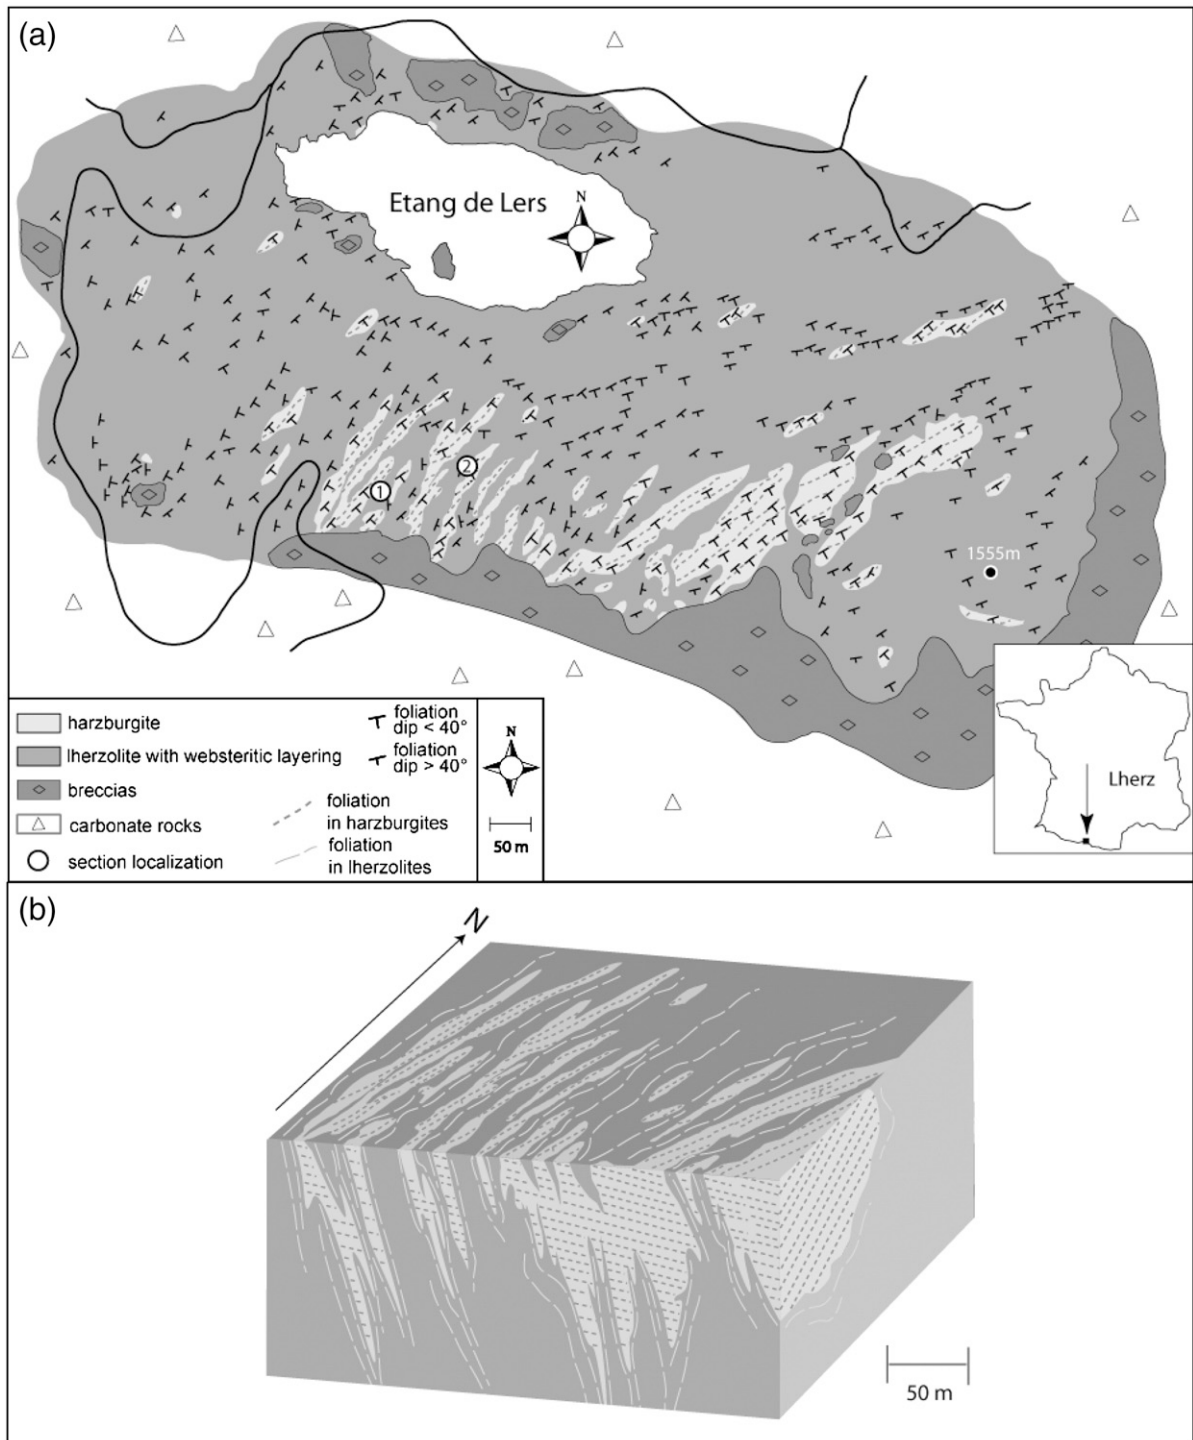 (a)
Etang de Lers
N
1
2
1555m
harzburgite
lherzolite with websteritic layering
breccias
carbonate rocks
section localization
foliation
dip < 40°
foliation
dip > 40°
foliation
in harzburgites
foliation
in lherzolites
N
50 m
Lherz
(b)
N
50 m